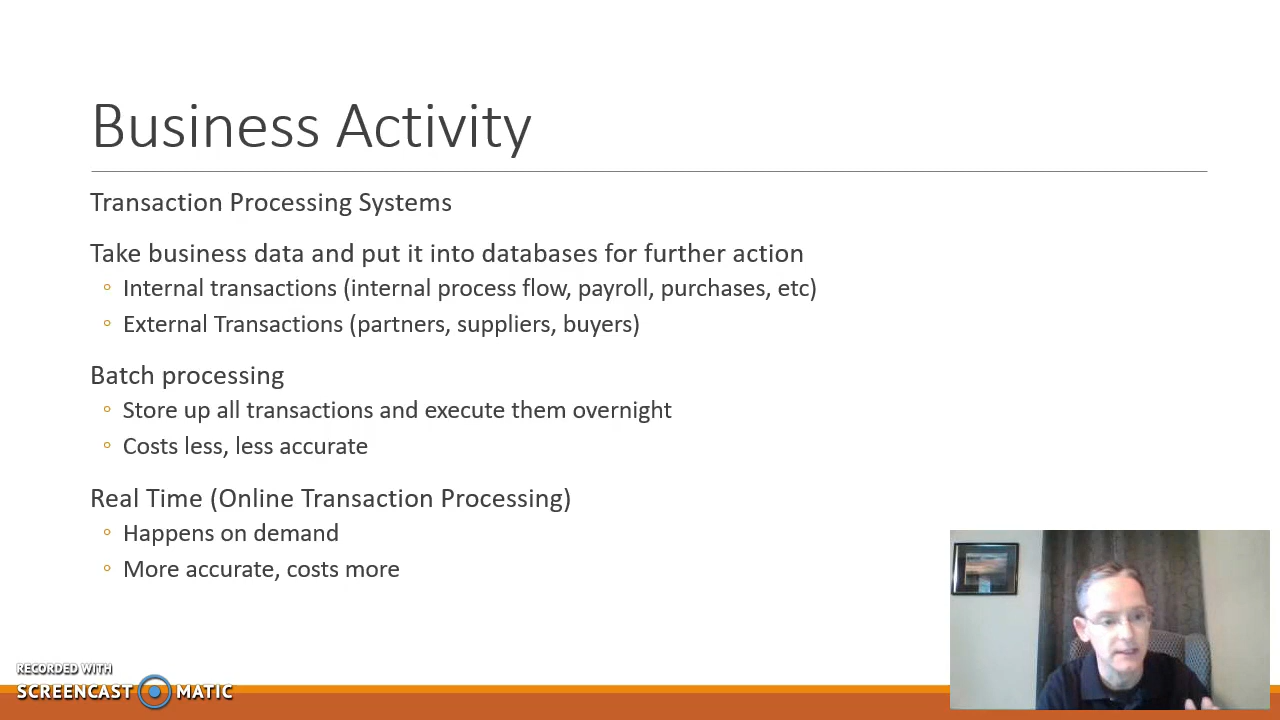 Business Activity
Transaction Processing Systems
Take business data and put it into databases for further action
Internal transactions (internal process flow, payroll, purchases, etc)
External Transactions (partners, suppliers, buyers)
Batch processing
Store up all transactions and execute them overnight
Costs less, less accurate
Real Time (Online Transaction Processing)
Happens on demand
More accurate, costs more
RECORDED WITH
SCREENCAST MATIC